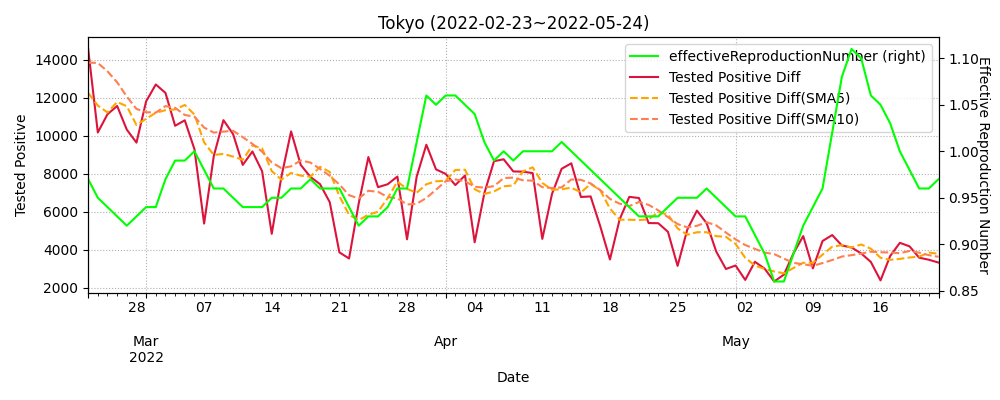 Tokyo (2022-02-23~2022-05-24)
effectiveReproductionNumber (right)
Tested Positive Diff
Tested Positive Diff(SMA5)
Tested Positive Diff(SMA10)
Tested Positive
14000
12000
10000
8000
6000
4000
2000
Effective Reproduction Number
1.10
1.05
1.00
0.95
0.90
0.85
28 07 14 21 28 04 11 18 25 02 09 16
Mar Apr May
2022
Date